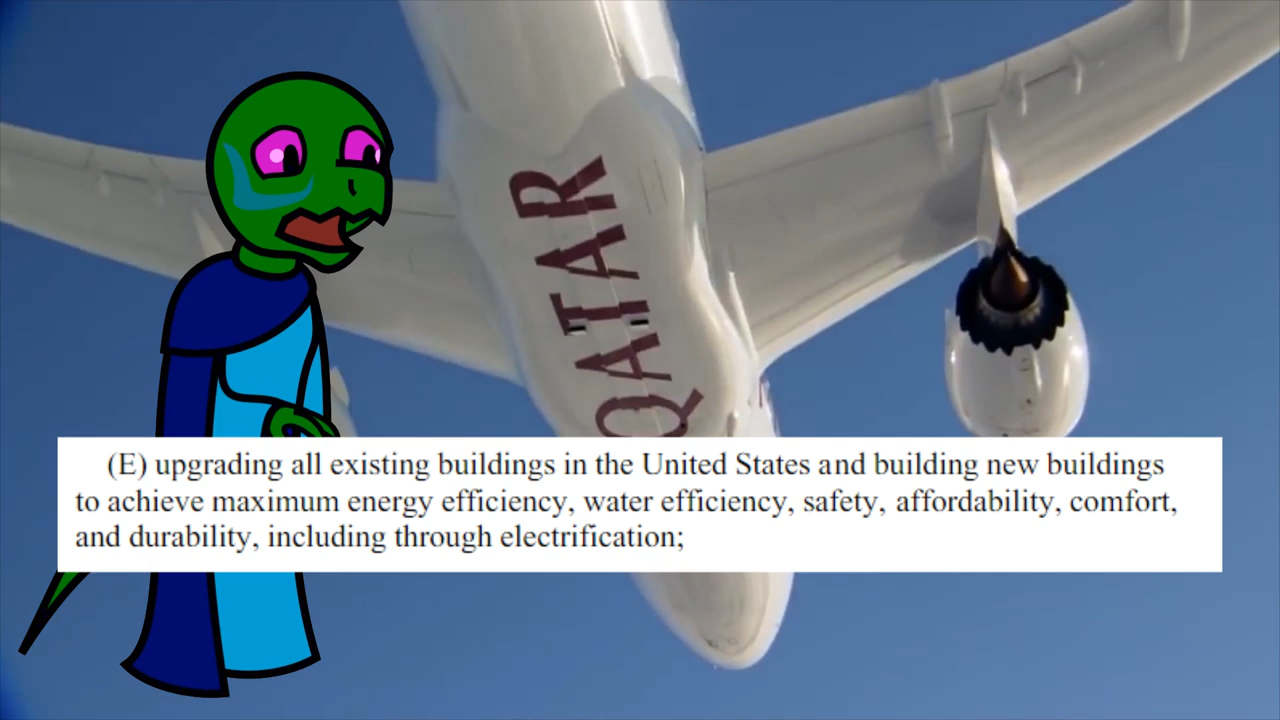 QATAR
(E) upgrading all existing buildings in the United States and building new buildings
to achieve maximum energy efficiency, water efficiency, safety, affordability, comfort,
and durability, including through electrification;